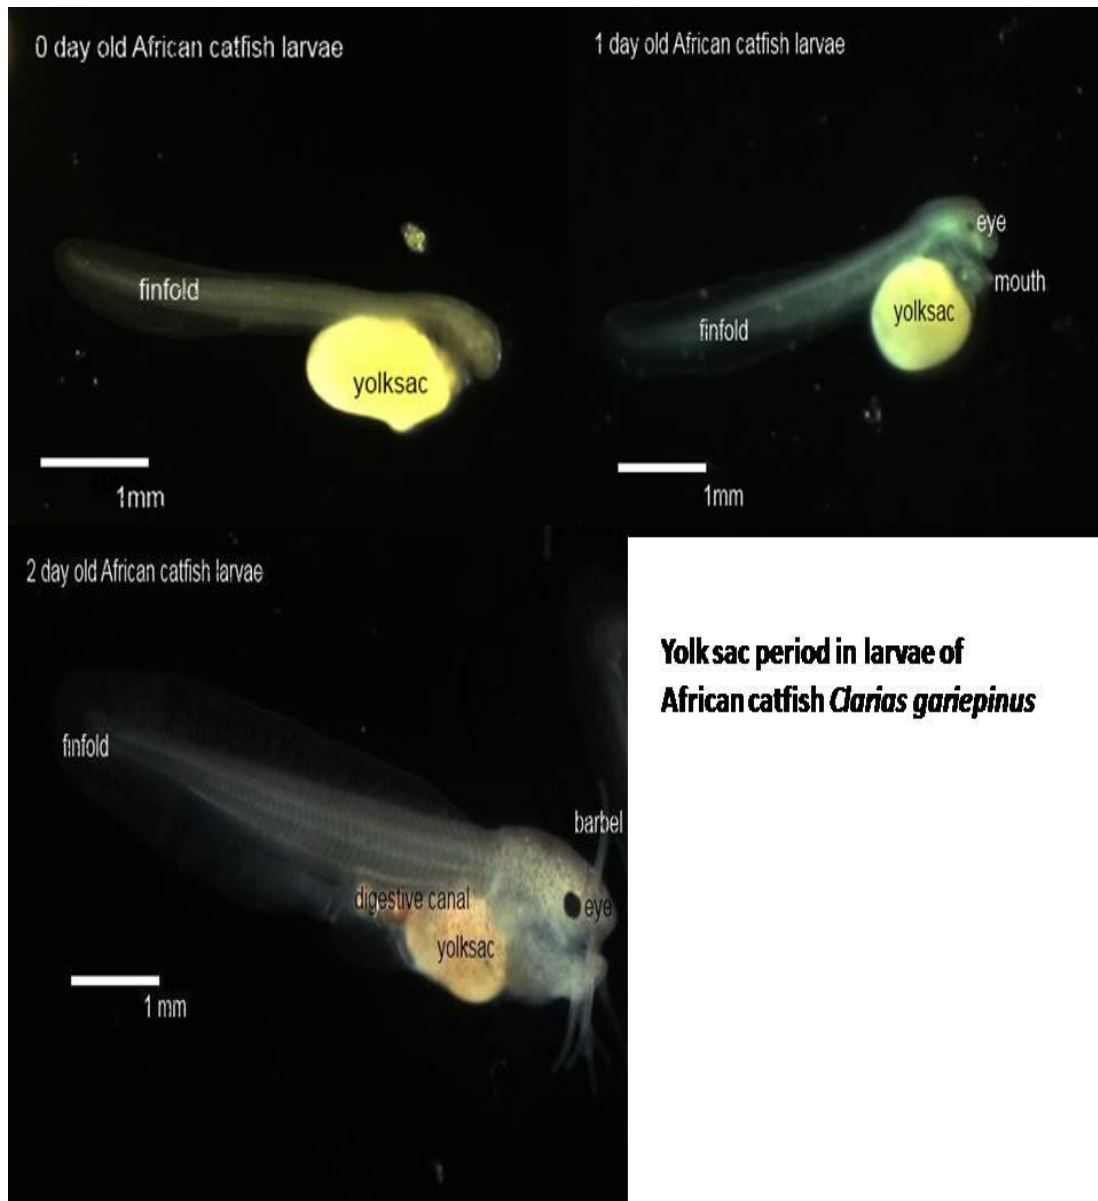 0 day old African catfish larvae
finfold
yolksac
1mm
1 day old African catfish larvae
eye
mouth
yolksac
finfold
1mm
2 day old African catfish larvae
finfold
barbel
digestive canal
eye
yolksac
1 mm
Yolk sac period in larvae of
African catfish Clarias gariepinus